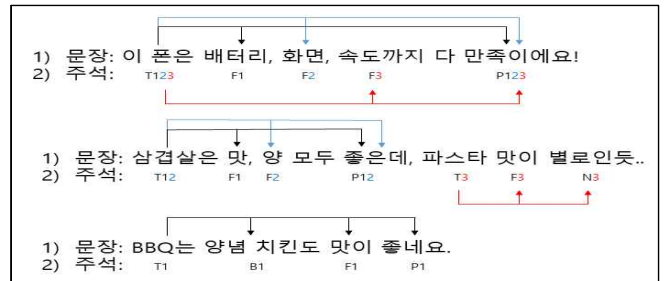 1) 문장: 이 폰은 배터리, 화면, 속도까지 다 만족이에요!
2) 주석: T123 F1 F2 F3 P123
1) 문장: 삼겹살은 맛, 양 모두 좋은데, 파스타 맛이 별로인듯..
2) 주석: T12 F1 F2 P12 T3 F3 N3
1) 문장: BBQ는 양념 치킨도 맛이 좋네요.
2) 주석: T1 B1 F1 P1